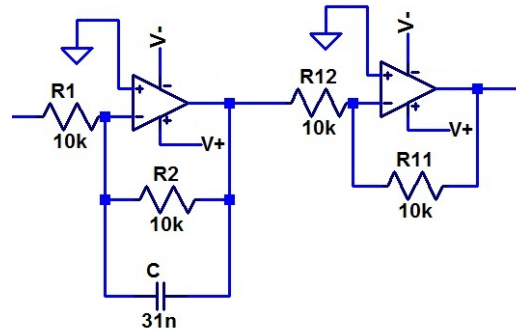 V-
V-
R1
10k
+
-
-
+
V+
R12
10k
+
-
-
+
V+
R2
10k
R11
10k
C
31n